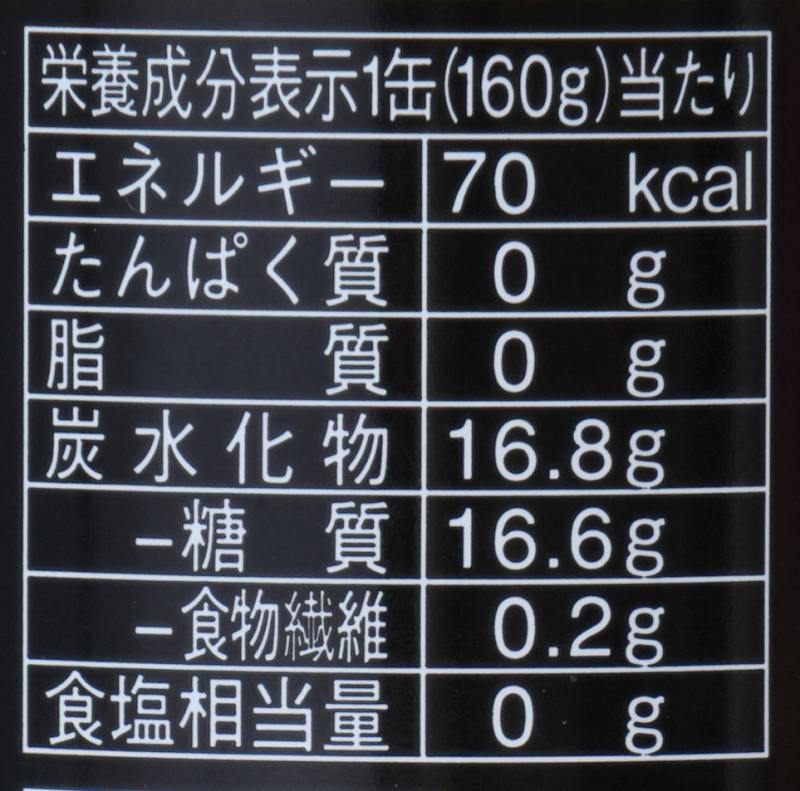 栄養成分表示1缶(160g)当たり
エネルギー 70 kcal
たんぱく質 0 g
脂質 0 g
炭水化物 16.8g
−糖質 16.6g
−食物繊維 0.2g
食塩相当量 0 g